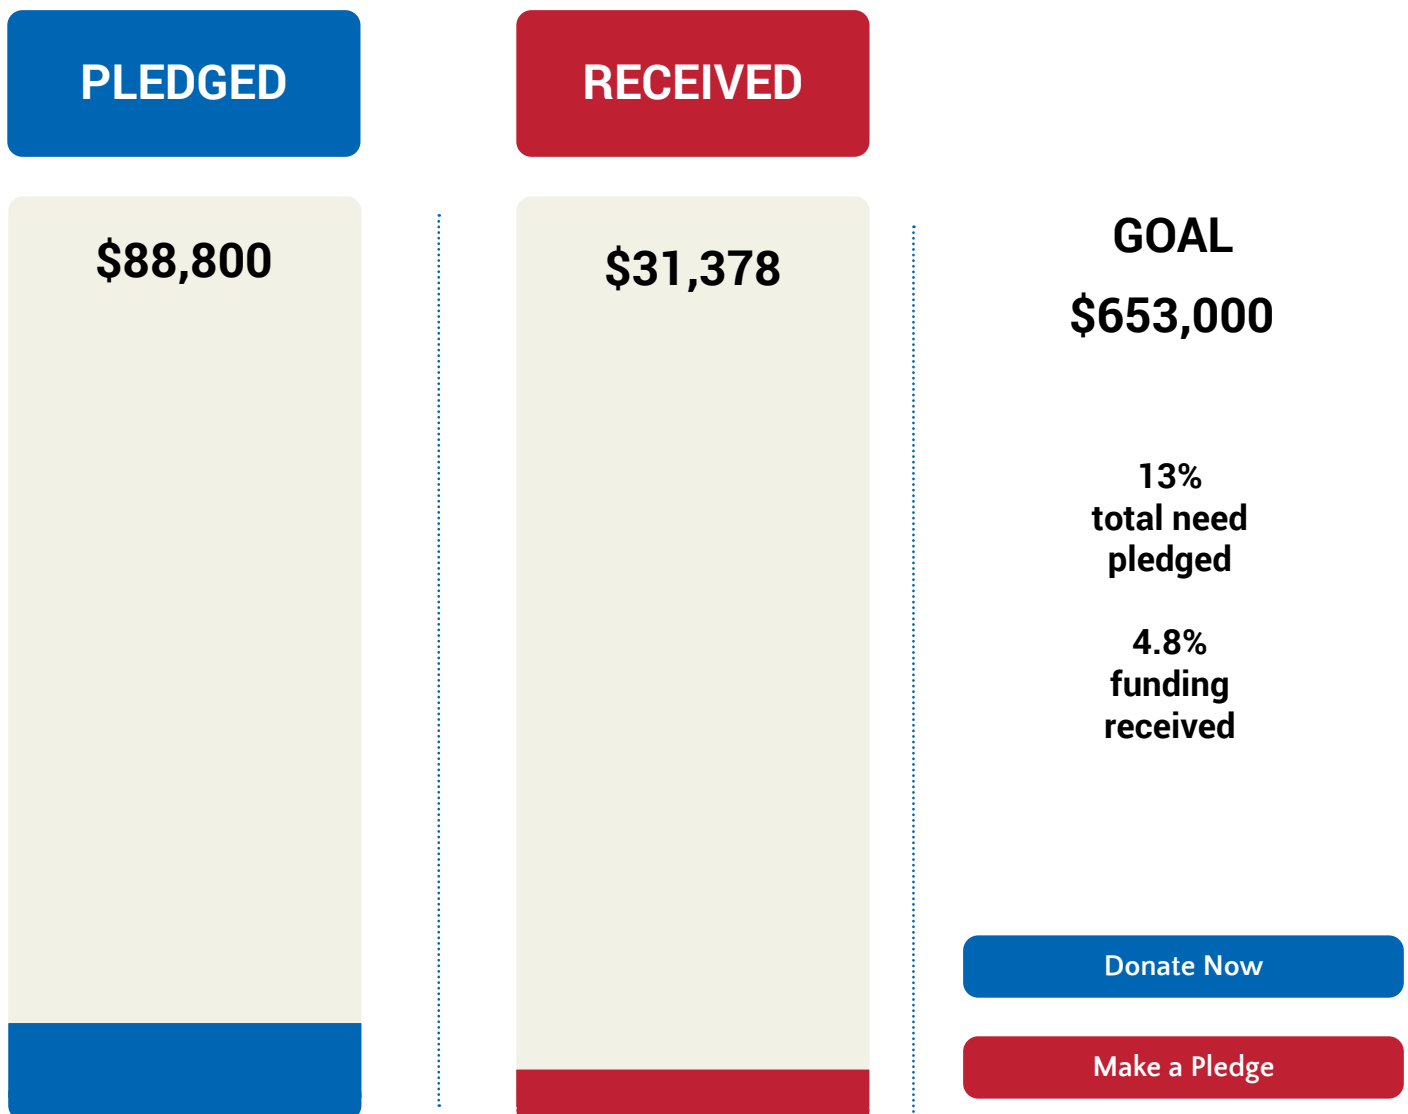 PLEDGED
RECEIVED
$88,800
$31,378
GOAL
$653,000
13%
total need
pledged
4.8%
funding
received
Donate Now
Make a Pledge